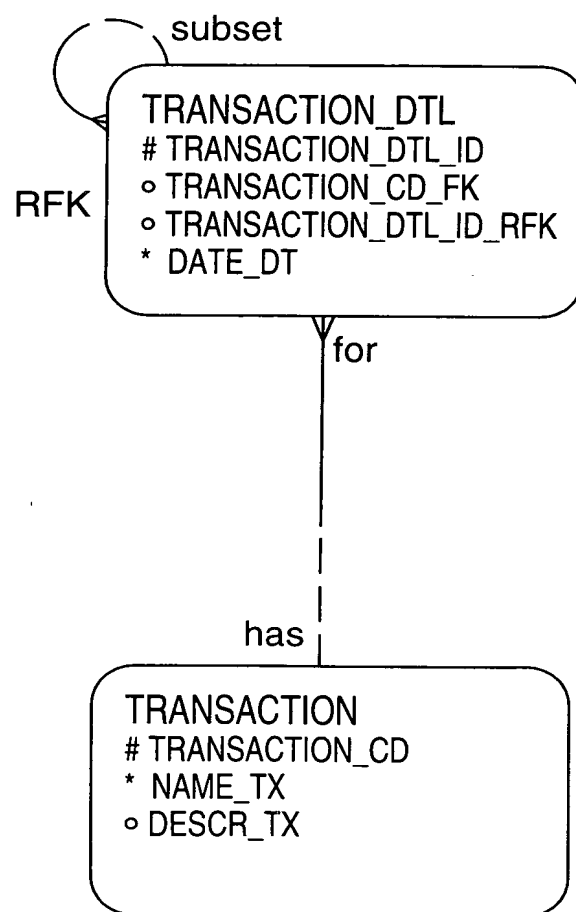 subset
TRANSACTION_DTL
# TRANSACTION_DTL_ID
o TRANSACTION_CD_FK
RFK
o TRANSACTION_DTL_ID_RFK
* DATE_DT
for
has
TRANSACTION
# TRANSACTION_CD
* NAME_TX
o DESCR_TX